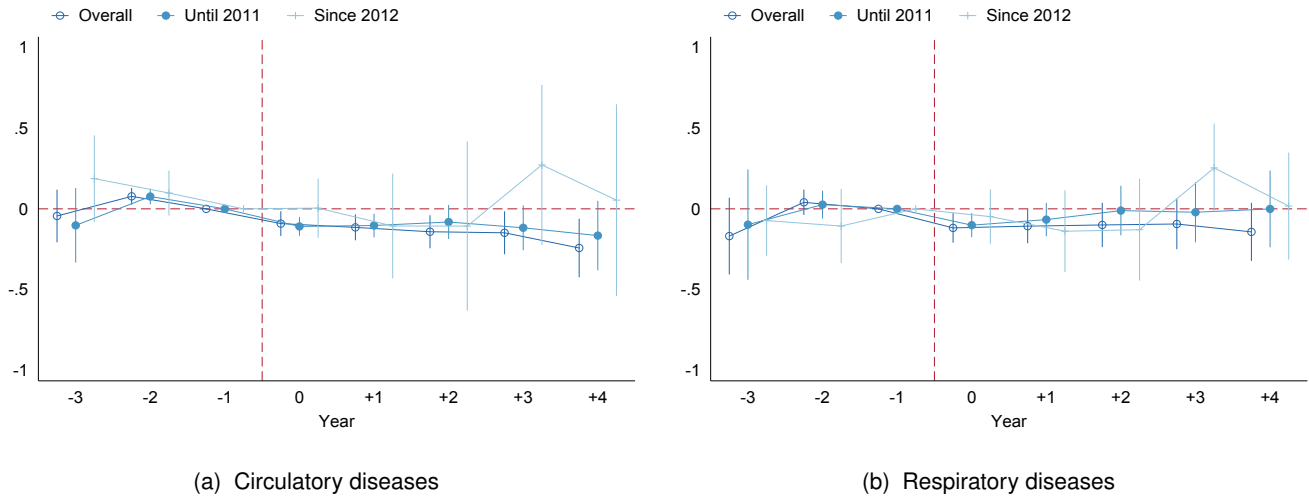 Overall Until 2011 Since 2012
1
.5
0
-.5
-1
-3 -2 -1 0 +1 +2 +3 +4
Year
(a) Circulatory diseases
Overall Until 2011 Since 2012
1
.5
0
-.5
-1
-3 -2 -1 0 +1 +2 +3 +4
Year
(b) Respiratory diseases